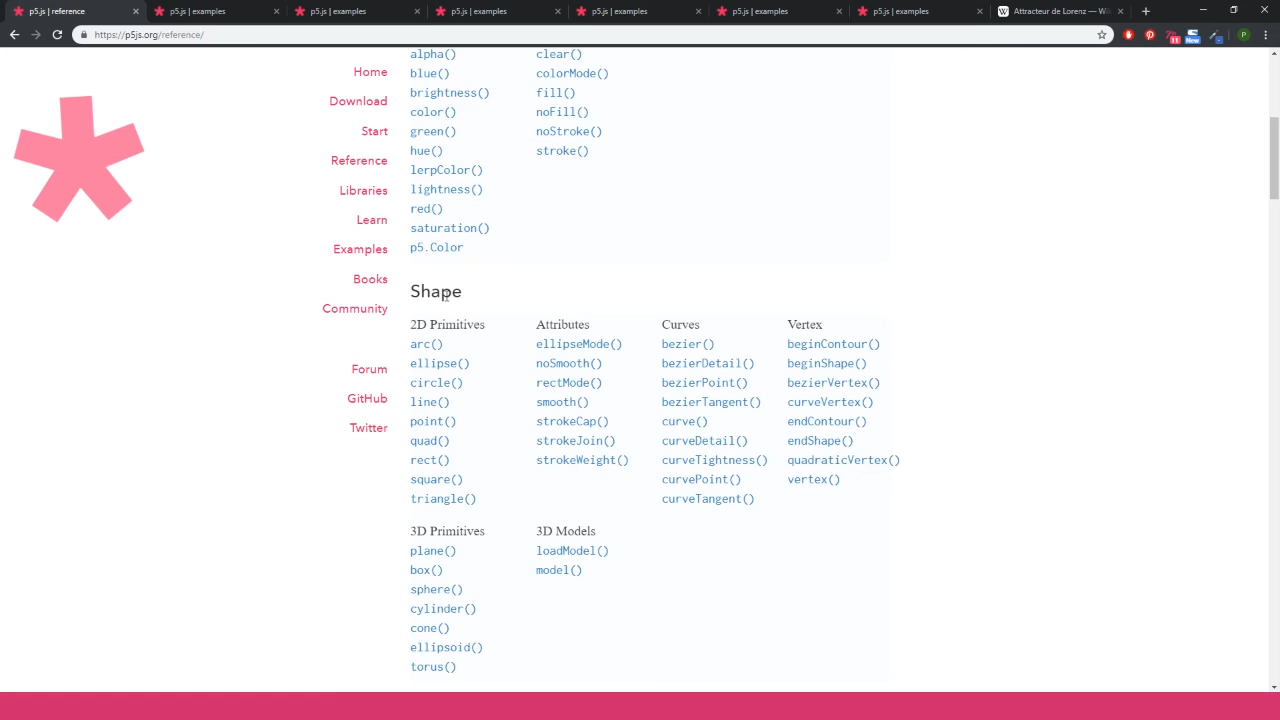 p5.js | reference
p5.js | examples
p5.js | examples
p5.js | examples
p5.js | examples
p5.js | examples
p5.js | examples
W Attracteur de Lorenz — Wi
https://p5js.org/reference/
11
New
P
Home
Download
Start
Reference
Libraries
Learn
Examples
Books
Community
Forum
GitHub
Twitter
alpha()
blue()
brightness()
color()
green()
hue()
lerpColor()
lightness()
red()
saturation()
p5.Color
clear()
colorMode()
fill()
noFill()
noStroke()
stroke()
Shape
2D Primitives
arc()
ellipse()
circle()
line()
point()
quad()
rect()
square()
triangle()
Attributes
ellipseMode()
noSmooth()
rectMode()
smooth()
strokeCap()
strokeJoin()
strokeWeight()
Curves
bezier()
bezierDetail()
bezierPoint()
bezierTangent()
curve()
curveDetail()
curveTightness()
curvePoint()
curveTangent()
Vertex
beginContour()
beginShape()
bezierVertex()
curveVertex()
endContour()
endShape()
quadraticVertex()
vertex()
3D Primitives
plane()
box()
sphere()
cylinder()
cone()
ellipsoid()
torus()
3D Models
loadModel()
model()